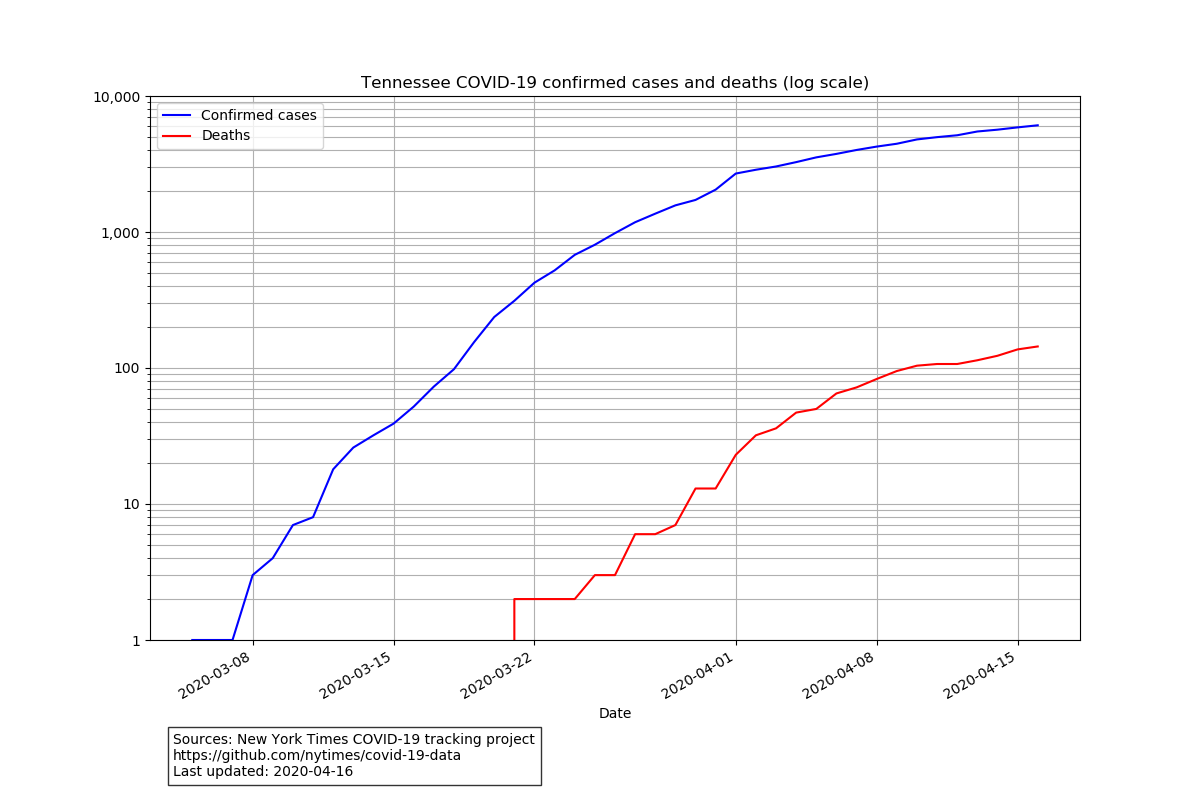 Tennessee COVID-19 confirmed cases and deaths (log scale)
10,000
1,000
100
10
1
Confirmed cases
Deaths
2020-03-08
2020-03-15
2020-03-22
2020-04-01
2020-04-08
2020-04-15
Date
Sources: New York Times COVID-19 tracking project
https://github.com/nytimes/covid-19-data
Last updated: 2020-04-16